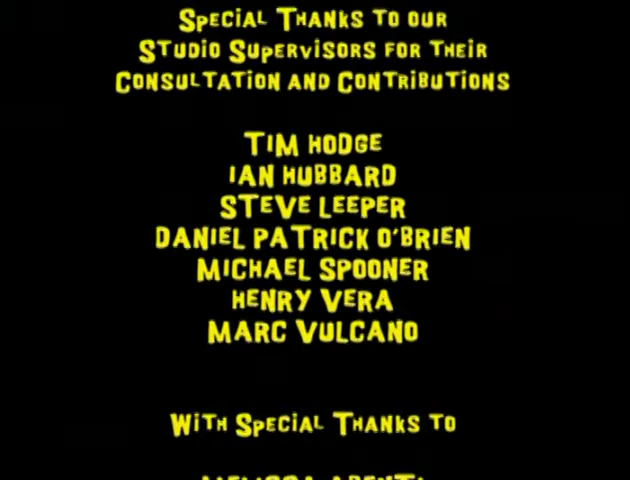 Special Thanks to our
Studio Supervisors for their
Consultation and Contributions
TIM HODGE
IAN HUBBARD
STEVE LEEPER
DANIEL PATRICK O'BRIEN
MICHAEL SPOONER
HENRY VERA
MARC VULCANO
With Special Thanks to